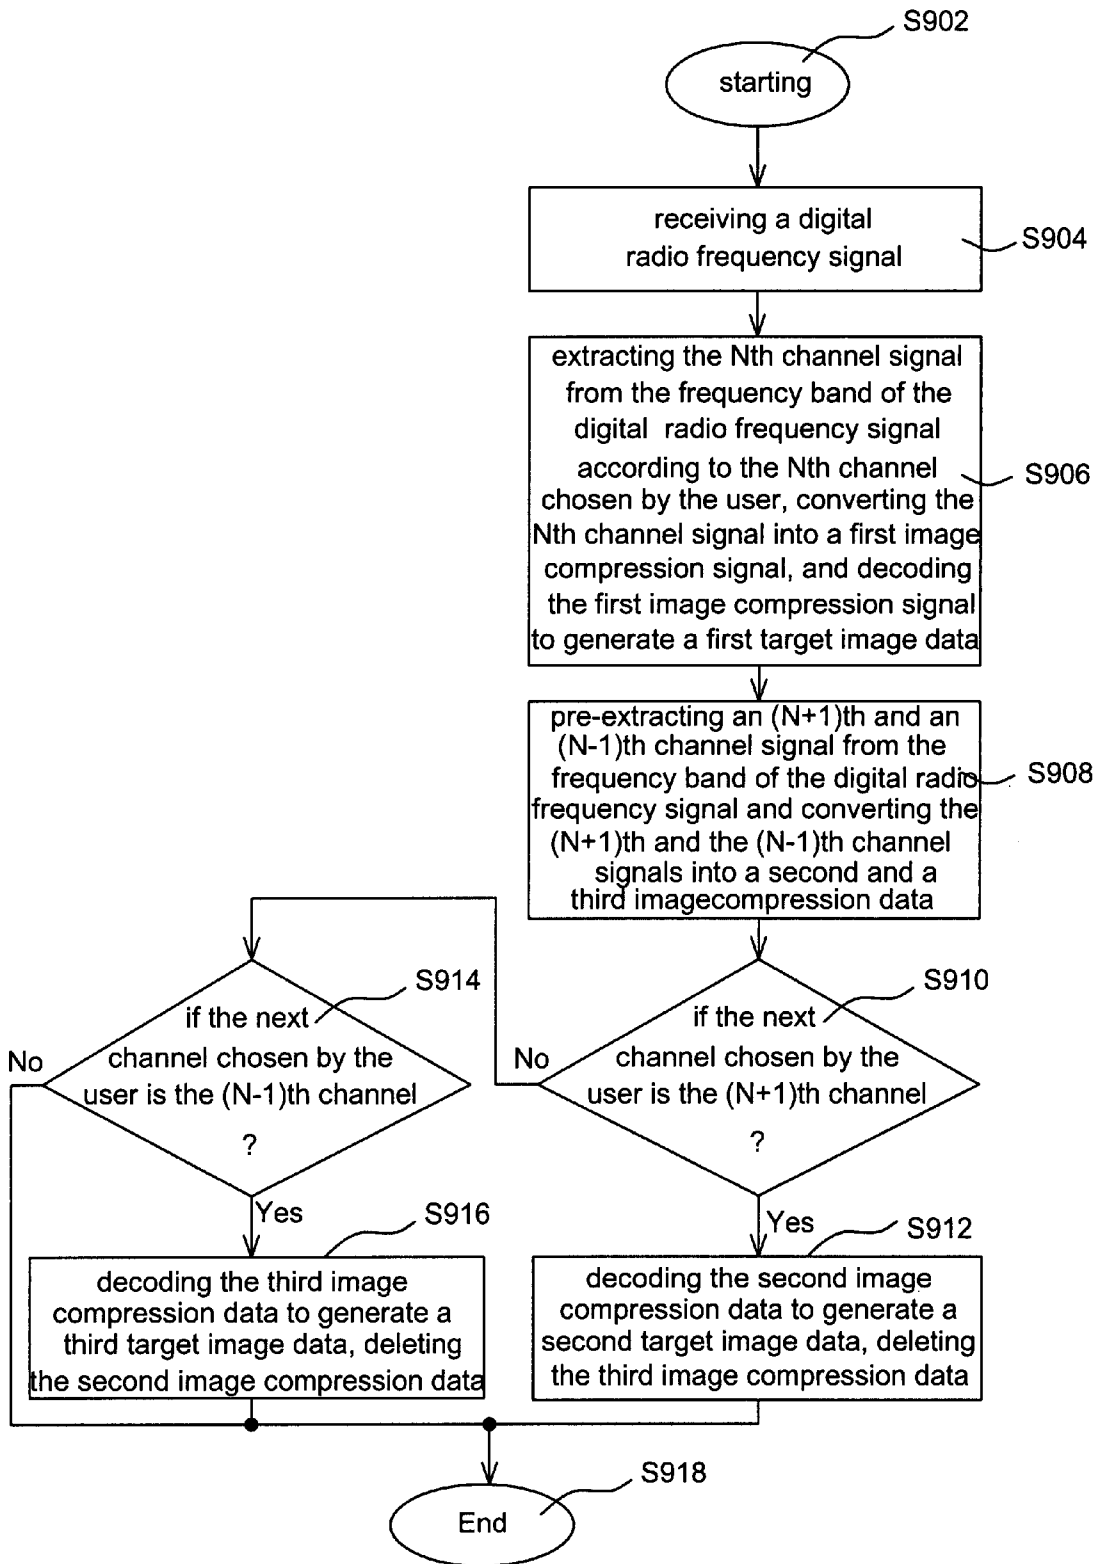 S902
starting
receiving a digital
radio frequency signal
S904
extracting the Nth channel signal
from the frequency band of the
digital radio frequency signal
according to the Nth channel
chosen by the user, converting the
Nth channel signal into a first image
compression signal, and decoding
the first image compression signal
to generate a first target image data
S906
pre-extracting an (N+1)th and an
(N-1)th channel signal from the
frequency band of the digital radio
frequency signal and converting the
(N+1)th and the (N-1)th channel
signals into a second and a
third imagecompression data
S908
S914
if the next
channel chosen by the
user is the (N-1)th channel
?
No
Yes
S910
if the next
channel chosen by the
user is the (N+1)th channel
?
No
Yes
S916
decoding the third image
compression data to generate a
third target image data, deleting
the second image compression data
S912
decoding the second image
compression data to generate a
second target image data, deleting
the third image compression data
S918
End